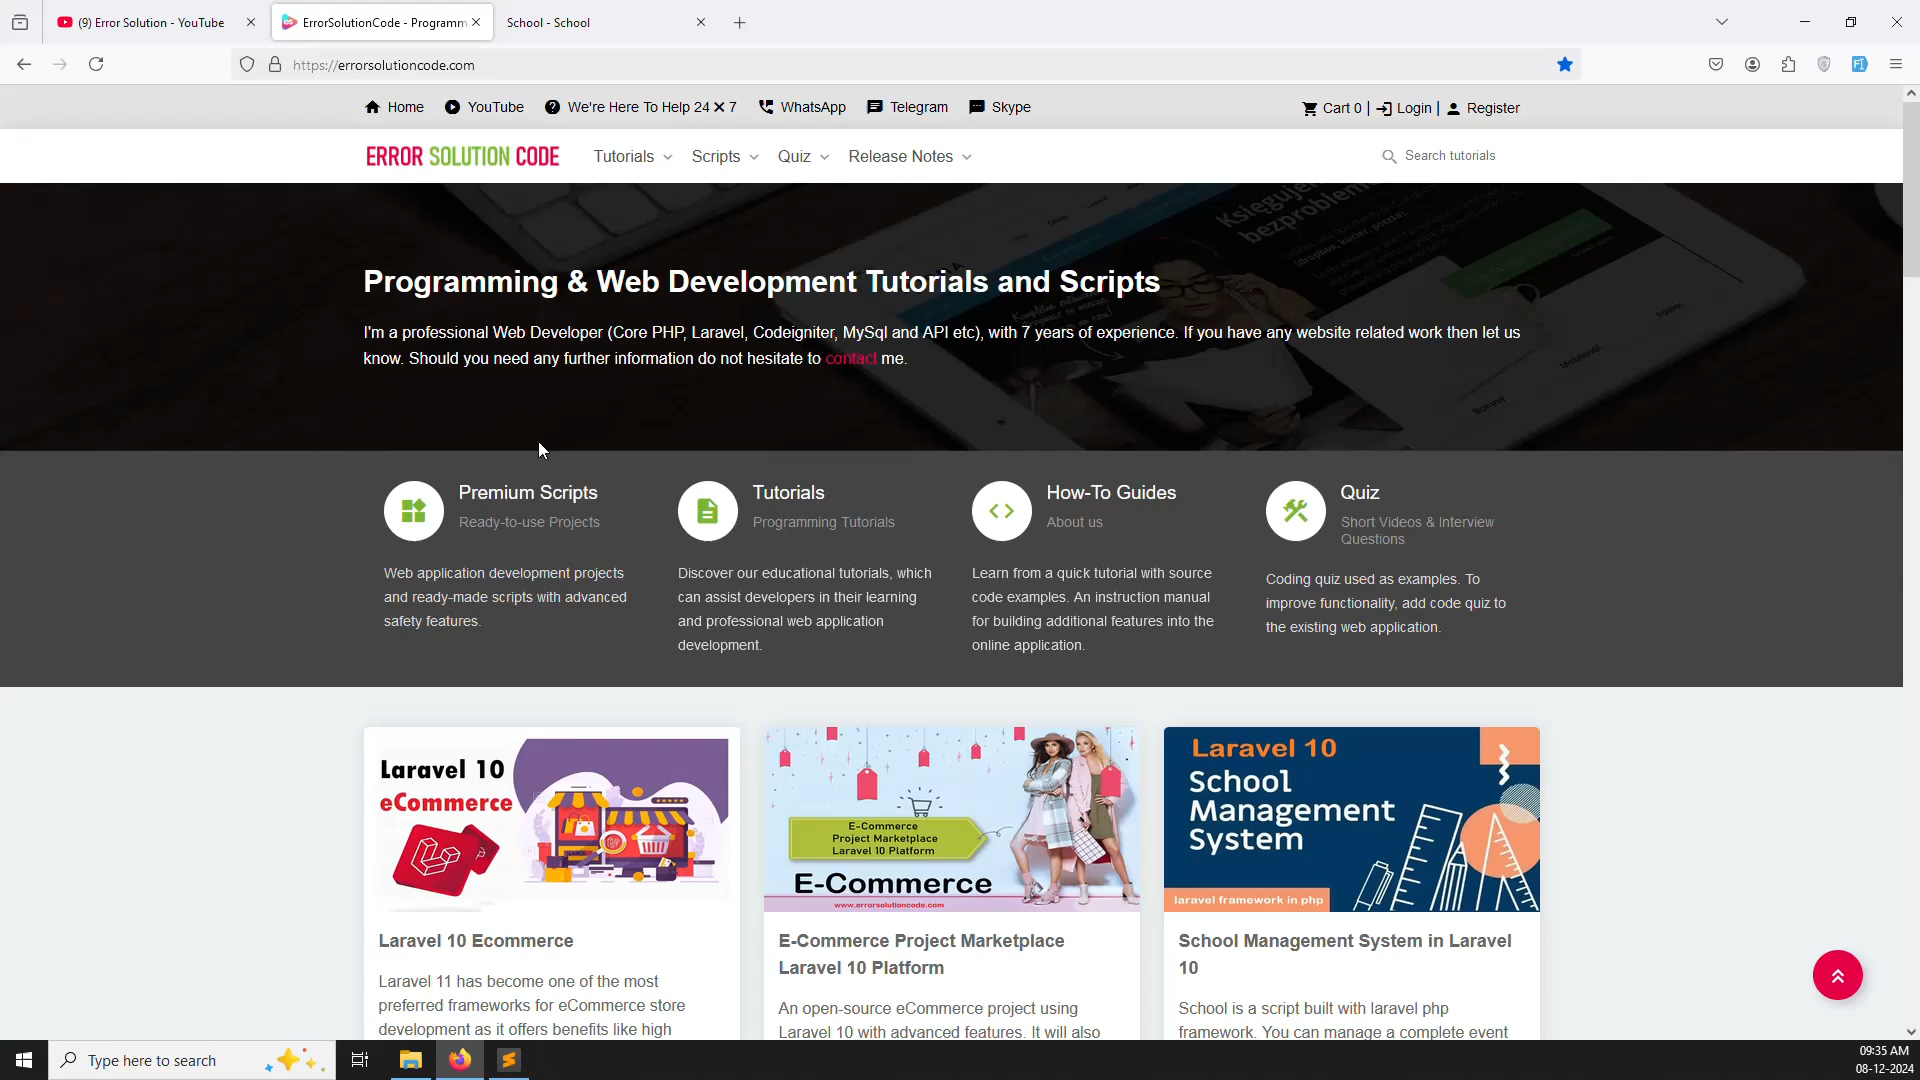 (9) Error Solution - YouTube
ErrorSolutionCode - Programm
School - School
https://errorsolutioncode.com
Home
YouTube
We're Here To Help 24 ✕ 7
WhatsApp
Telegram
Skype
Cart 0 |
Login |
Register
ERROR SOLUTION CODE
Tutorials
Scripts
Quiz
Release Notes
Search tutorials
Księgujem
bezproblem
Programming & Web Development Tutorials and Scripts
I'm a professional Web Developer (Core PHP, Laravel, Codeigniter, MySql and API etc), with 7 years of experience. If you have any website related work then let us
know. Should you need any further information do not hesitate to contact me.
Premium Scripts
Ready-to-use Projects
Web application development projects
and ready-made scripts with advanced
safety features.
Tutorials
Programming Tutorials
Discover our educational tutorials, which
can assist developers in their learning
and professional web application
development.
How-To Guides
About us
Learn from a quick tutorial with source
code examples. An instruction manual
for building additional features into the
online application.
Quiz
Short Videos & Interview
Questions
Coding quiz used as examples. To
improve functionality, add code quiz to
the existing web application.
Laravel 10
eCommerce
Laravel 10 Ecommerce
Laravel 11 has become one of the most
preferred frameworks for eCommerce store
development as it offers benefits like high
E-Commerce
Project Marketplace
Laravel 10 Platform
E-Commerce
www.errorsolutioncode.com
E-Commerce Project Marketplace
Laravel 10 Platform
An open-source eCommerce project using
Laravel 10 with advanced features. It will also
Laravel 10
School
Management
System
laravel framework in php
School Management System in Laravel
10
School is a script built with laravel php
framework. You can manage a complete event
Type here to search
09:35 AM
08-12-2024